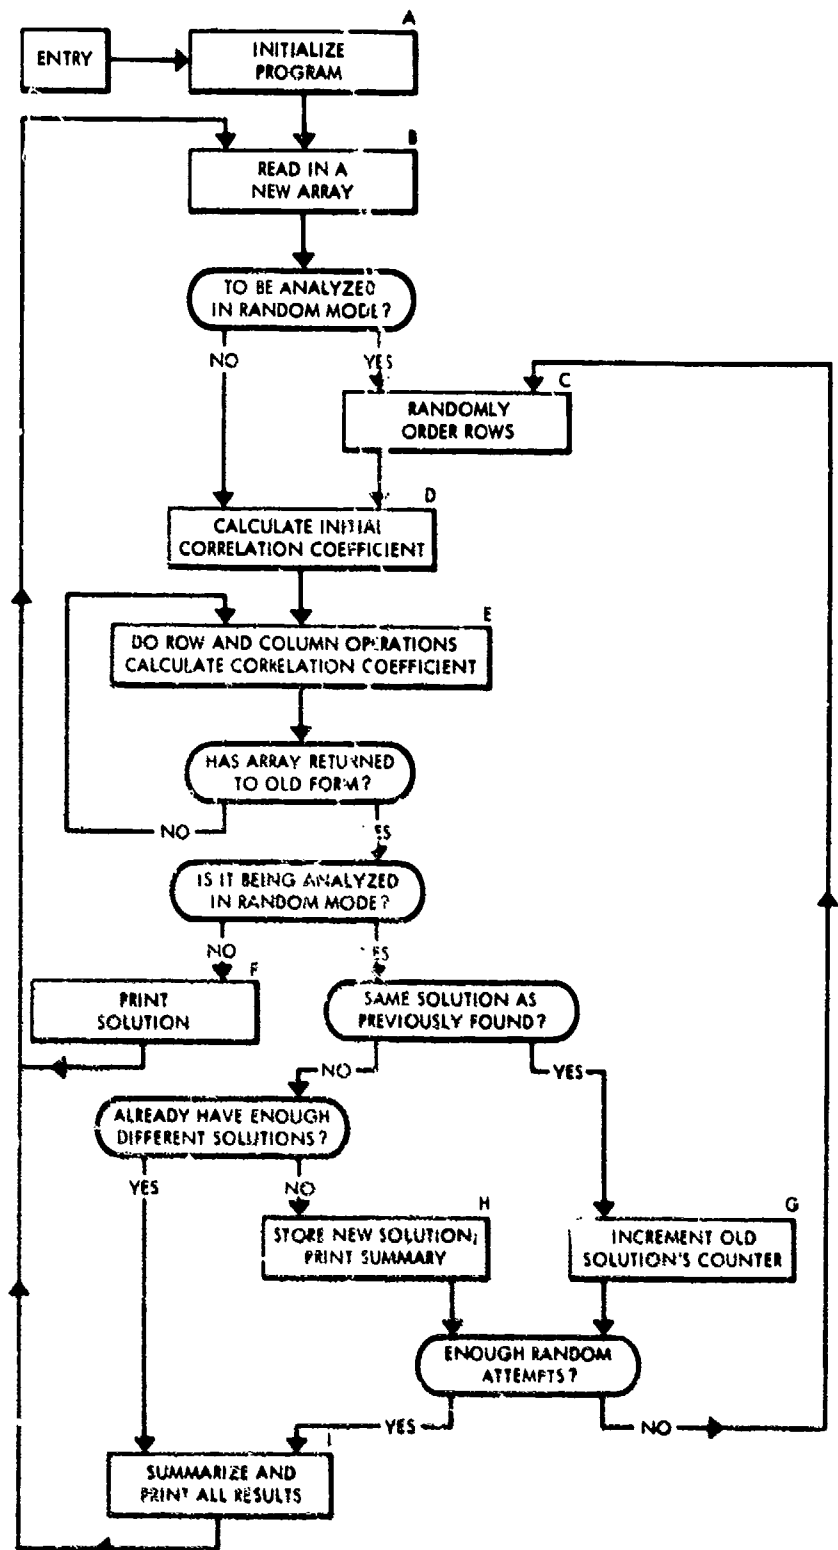 A
ENTRY
INITIALIZE
PROGRAM
B
READ IN A
NEW ARRAY
TO BE ANALYZED
IN RANDOM MODE?
NO
YES
C
RANDOMLY
ORDER ROWS
D
CALCULATE INITIAL
CORRELATION COEFFICIENT
E
DO ROW AND COLUMN OPERATIONS
CALCULATE CORRELATION COEFFICIENT
HAS ARRAY RETURNED
TO OLD FORM?
NO
YES
IS IT BEING ANALYZED
IN RANDOM MODE?
NO
YES
F
PRINT
SOLUTION
SAME SOLUTION AS
PREVIOUSLY FOUND?
NO
YES
ALREADY HAVE ENOUGH
DIFFERENT SOLUTIONS?
YES
NO
H
STORE NEW SOLUTION;
PRINT SUMMARY
G
INCREMENT OLD
SOLUTION'S COUNTER
ENOUGH RANDOM
ATTEMPTS?
YES
NO
I
SUMMARIZE AND
PRINT ALL RESULTS